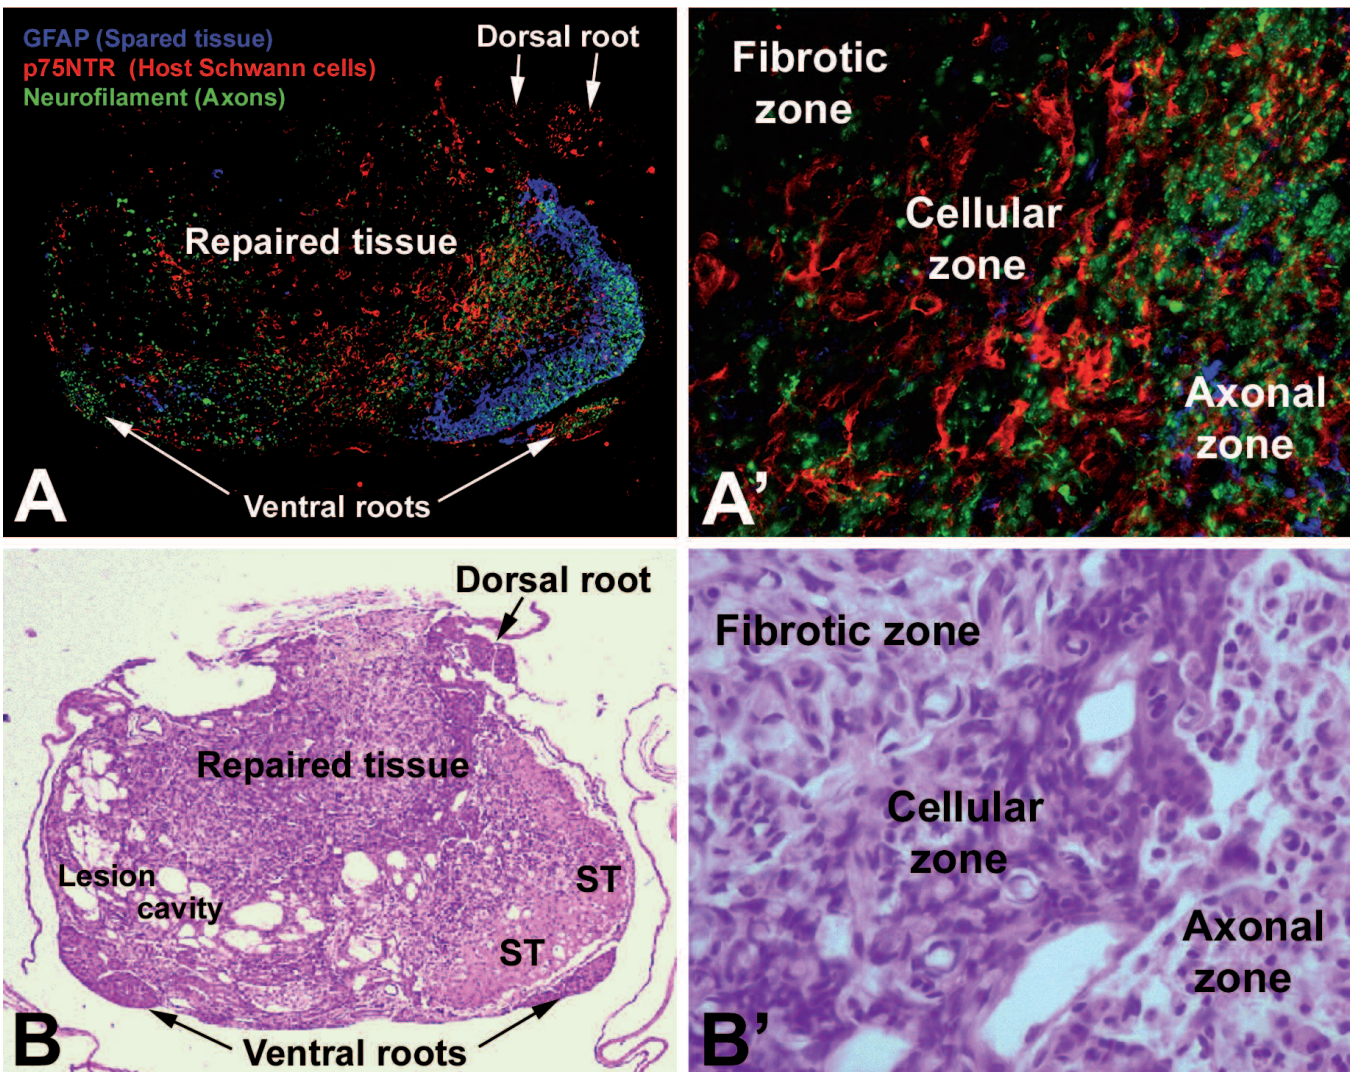 GFAP (Spared tissue)
p75NTR (Host Schwann cells)
Neurofilament (Axons)
Dorsal root
Repaired tissue
Ventral roots
A
Fibrotic
zone
Cellular
zone
Axonal
zone
A’
Dorsal root
Repaired tissue
Lesion
cavity
ST
ST
Ventral roots
B
Fibrotic zone
Cellular
zone
Axonal
zone
B’